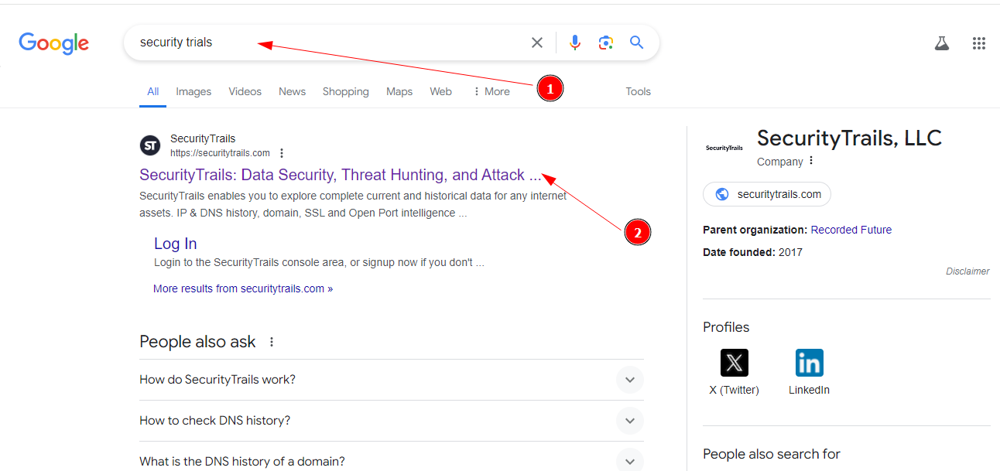 Google
security trials
All Images Videos News Shopping Maps Web More Tools
1
ST
SecurityTrails
https://securitytrails.com
SecurityTrails: Data Security, Threat Hunting, and Attack ...
SecurityTrails enables you to explore complete current and historical data for any internet
assets. IP & DNS history, domain, SSL and Open Port intelligence ...
2
Log In
Login to the SecurityTrails console area, or signup now if you don't ...
More results from securitytrails.com »
People also ask
How do SecurityTrails work?
How to check DNS history?
What is the DNS history of a domain?
SecurityTrails
SecurityTrails, LLC
Company
securitytrails.com
Parent organization: Recorded Future
Date founded: 2017
Disclaimer
Profiles
X in
X (Twitter) LinkedIn
People also search for